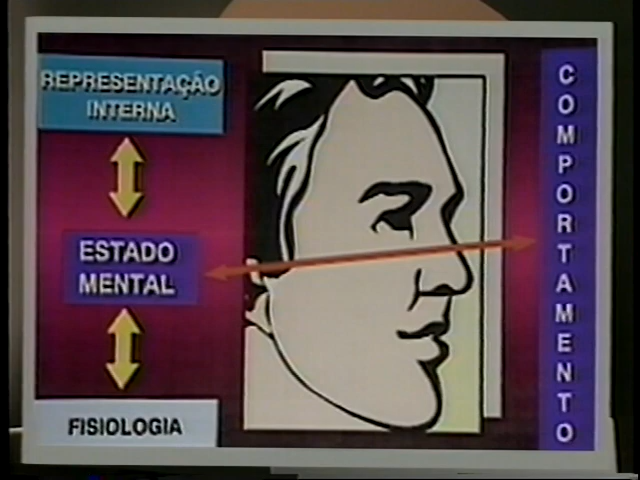 REPRESENTAÇÃO
INTERNA
ESTADO
MENTAL
FISIOLOGIA
COMPORTAMENTO